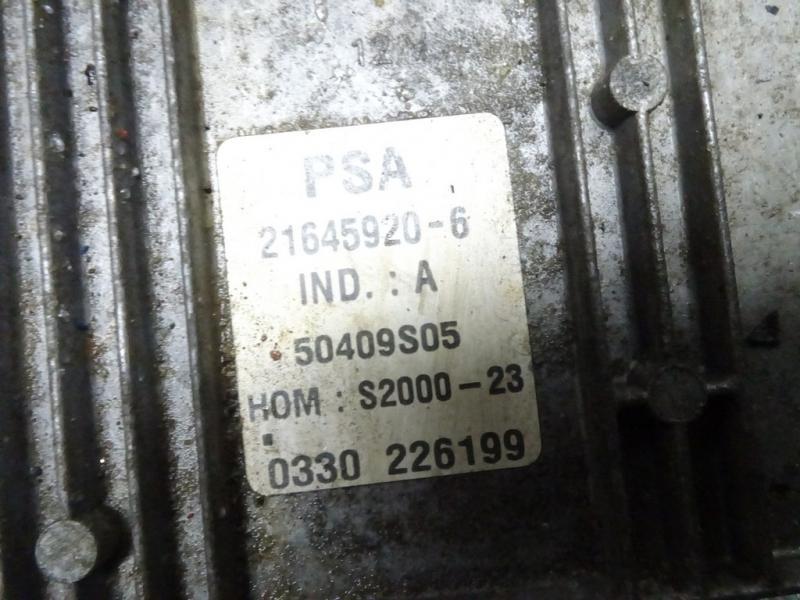 PSA
21645920-6
IND. : A
50409S05
HOM : S2000-23
0330 226199